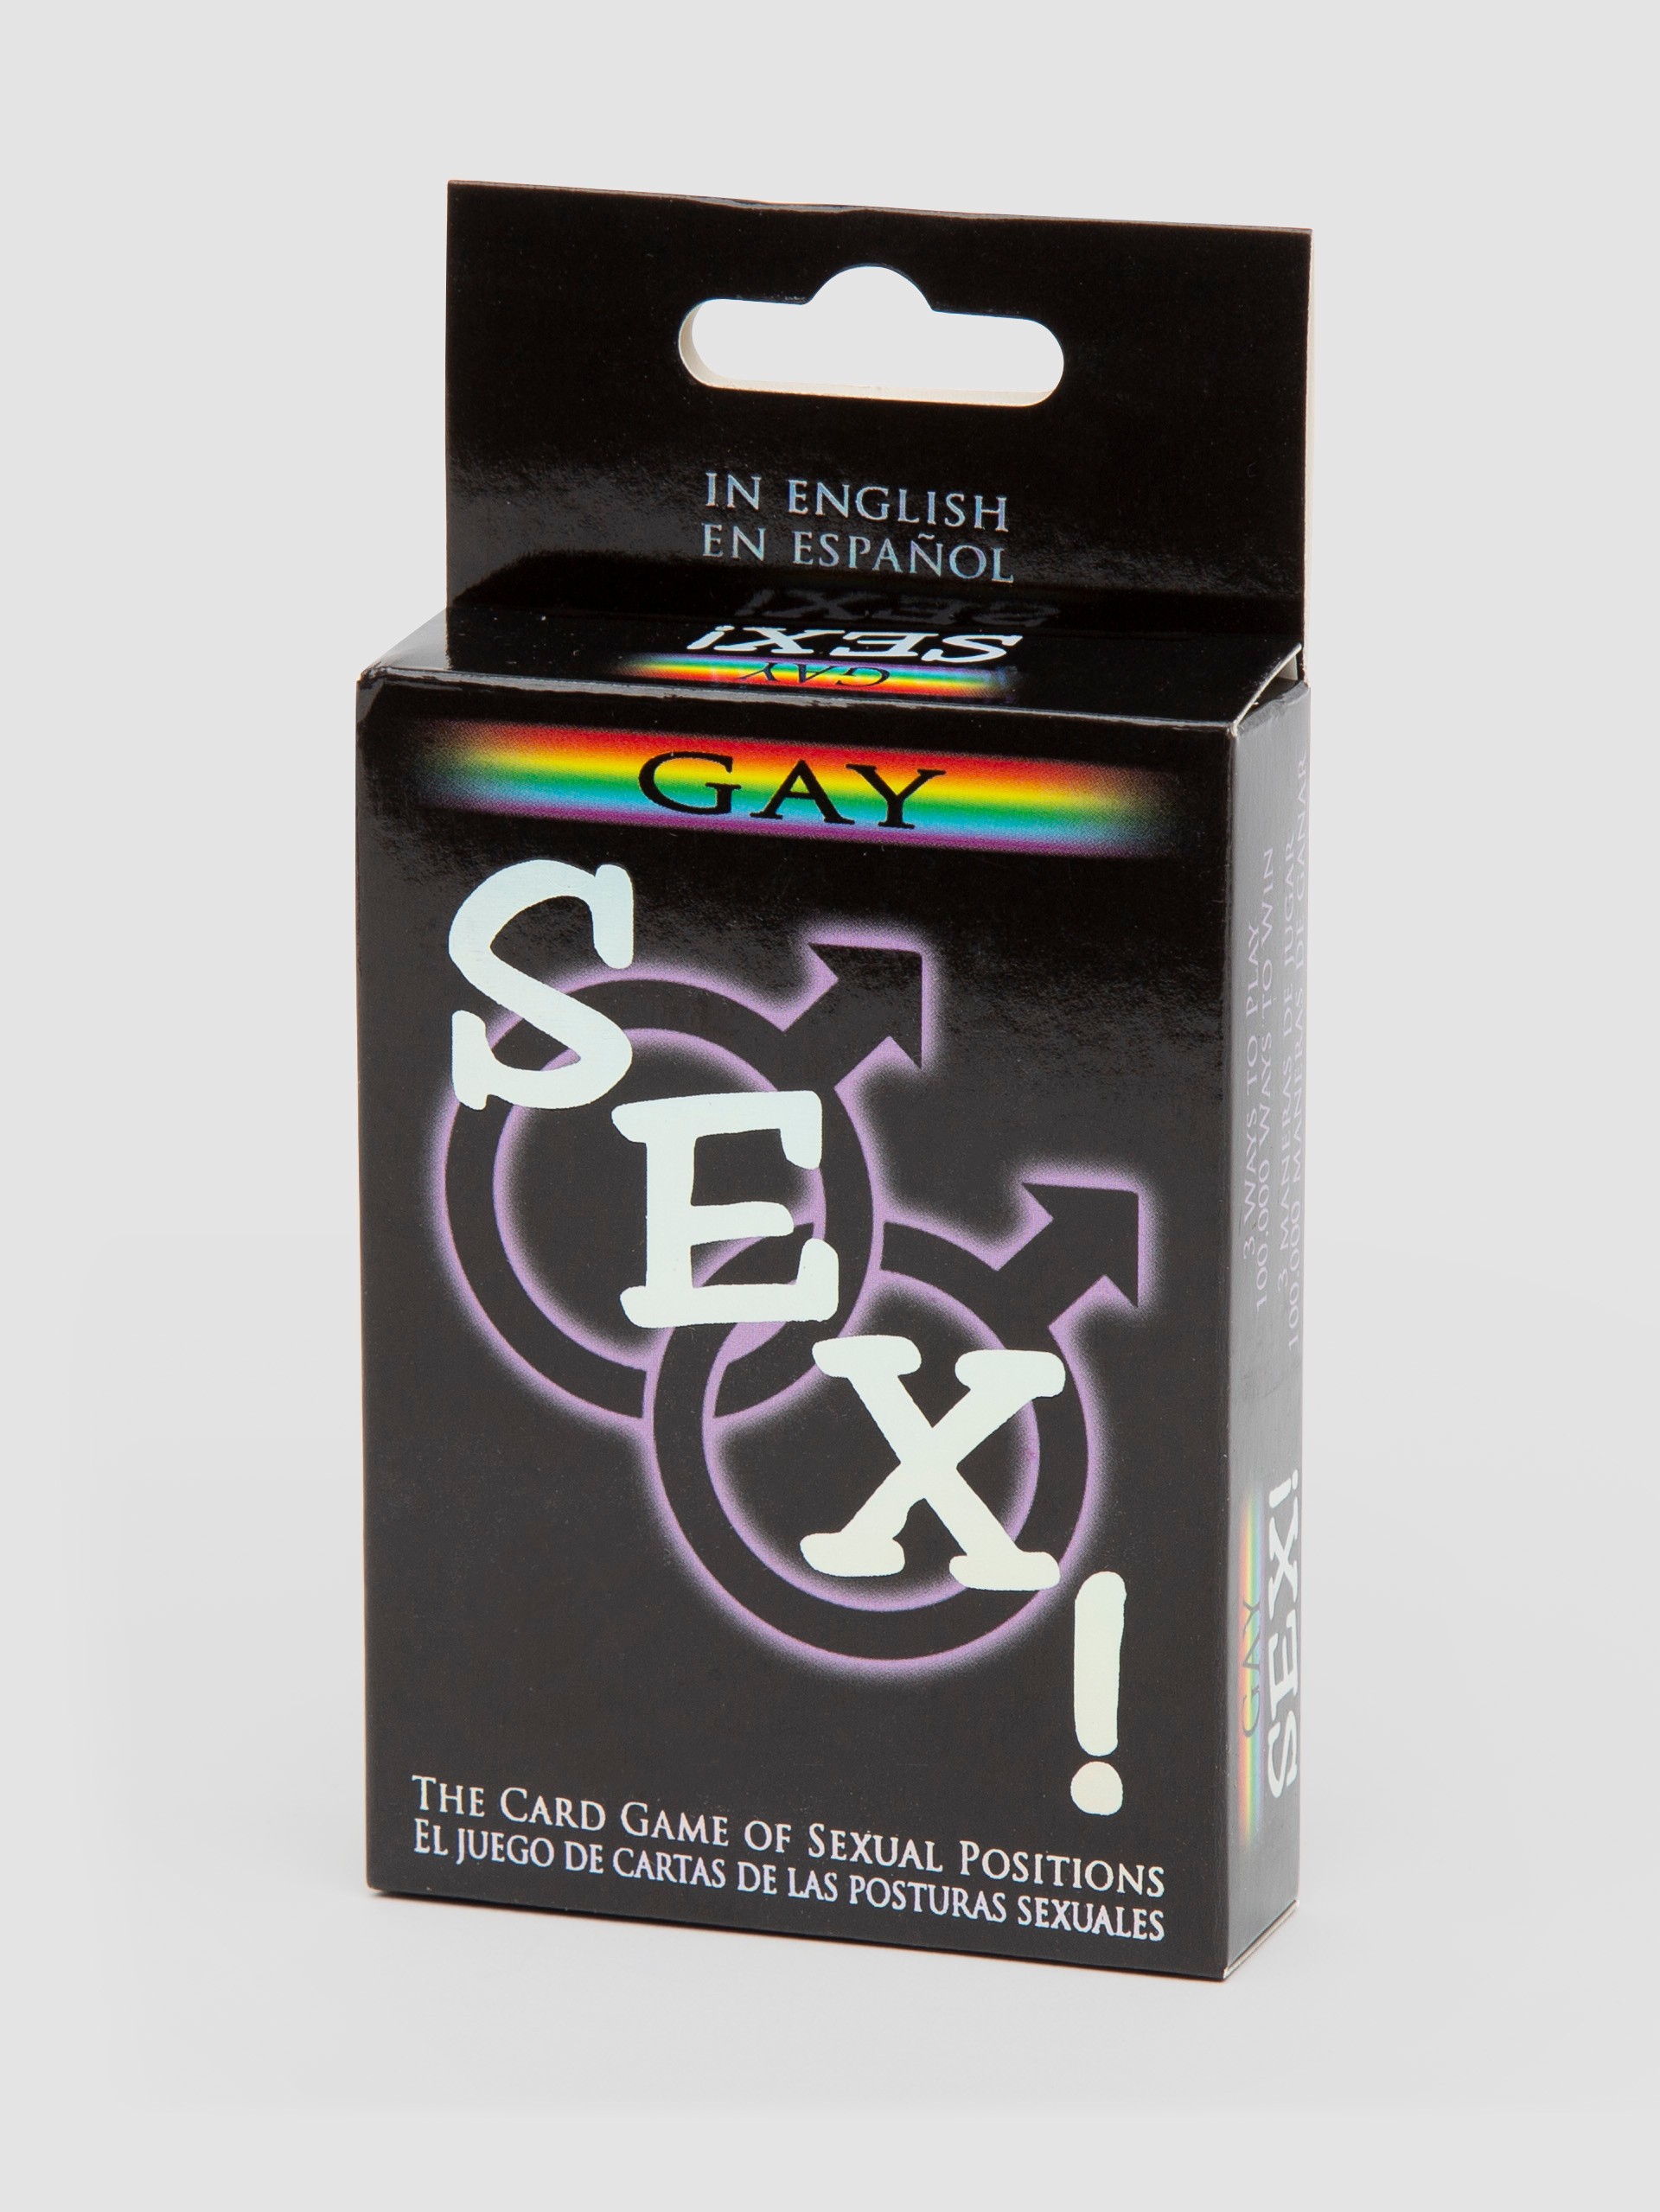 IN ENGLISH
EN ESPAÑOL
SEX!
GAY
GAY
SEX!
THE CARD GAME OF SEXUAL POSITIONS
EL JUEGO DE CARTAS DE LAS POSTURAS SEXUALES
3 WAYS TO PLAY
100,000 WAYS TO WIN
3 MANERAS DE JUGAR
100,000 MANERAS DE GANAR
GAY
SEX!